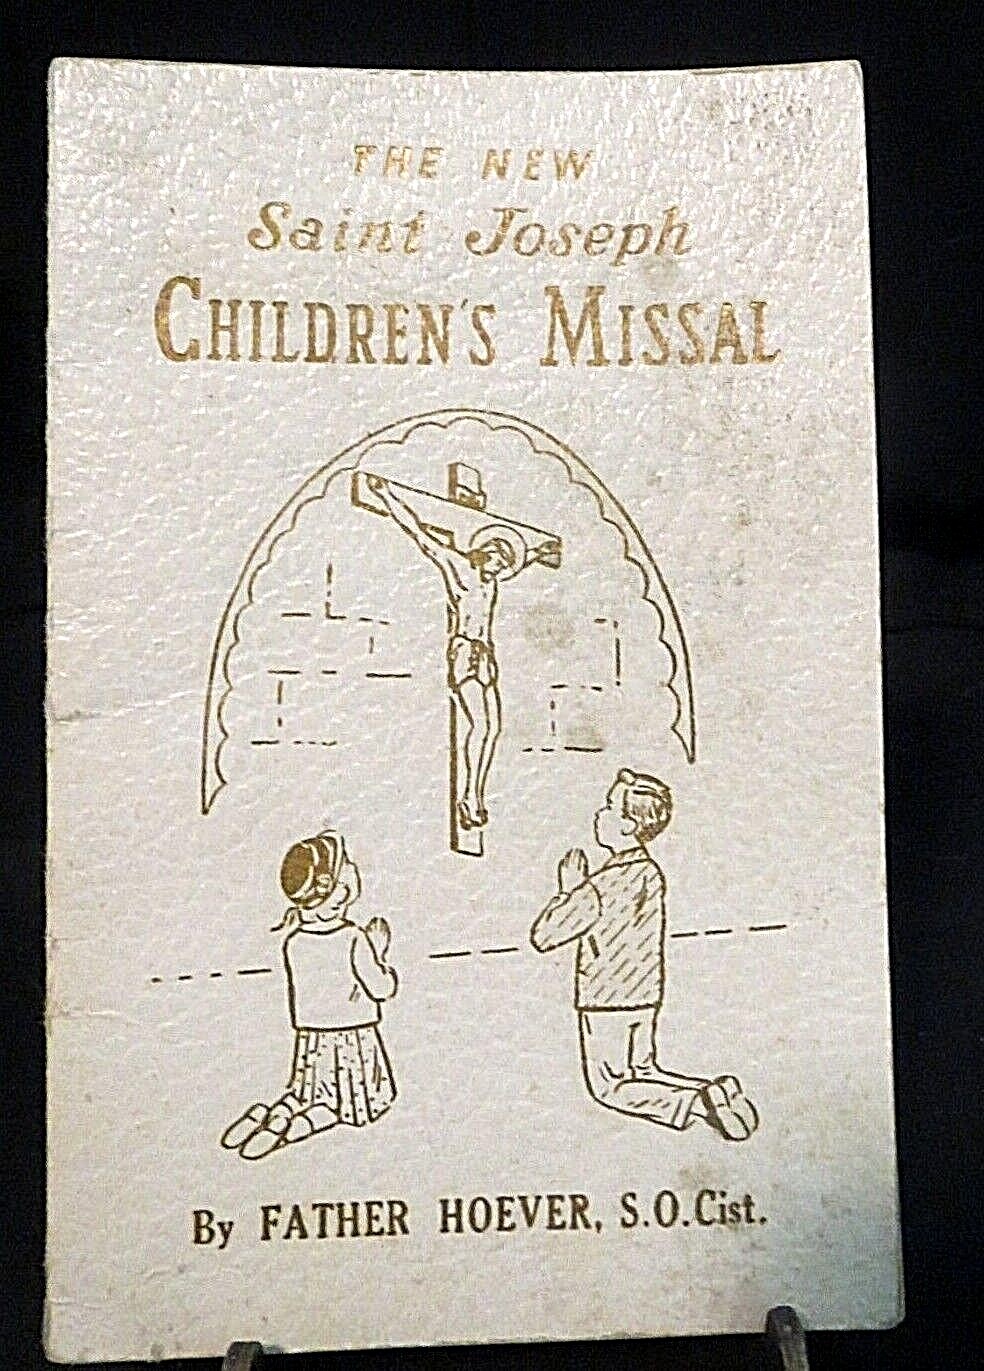 THE NEW
Saint Joseph
CHILDREN'S MISSAL
By FATHER HOEVER, S.O.Cist.